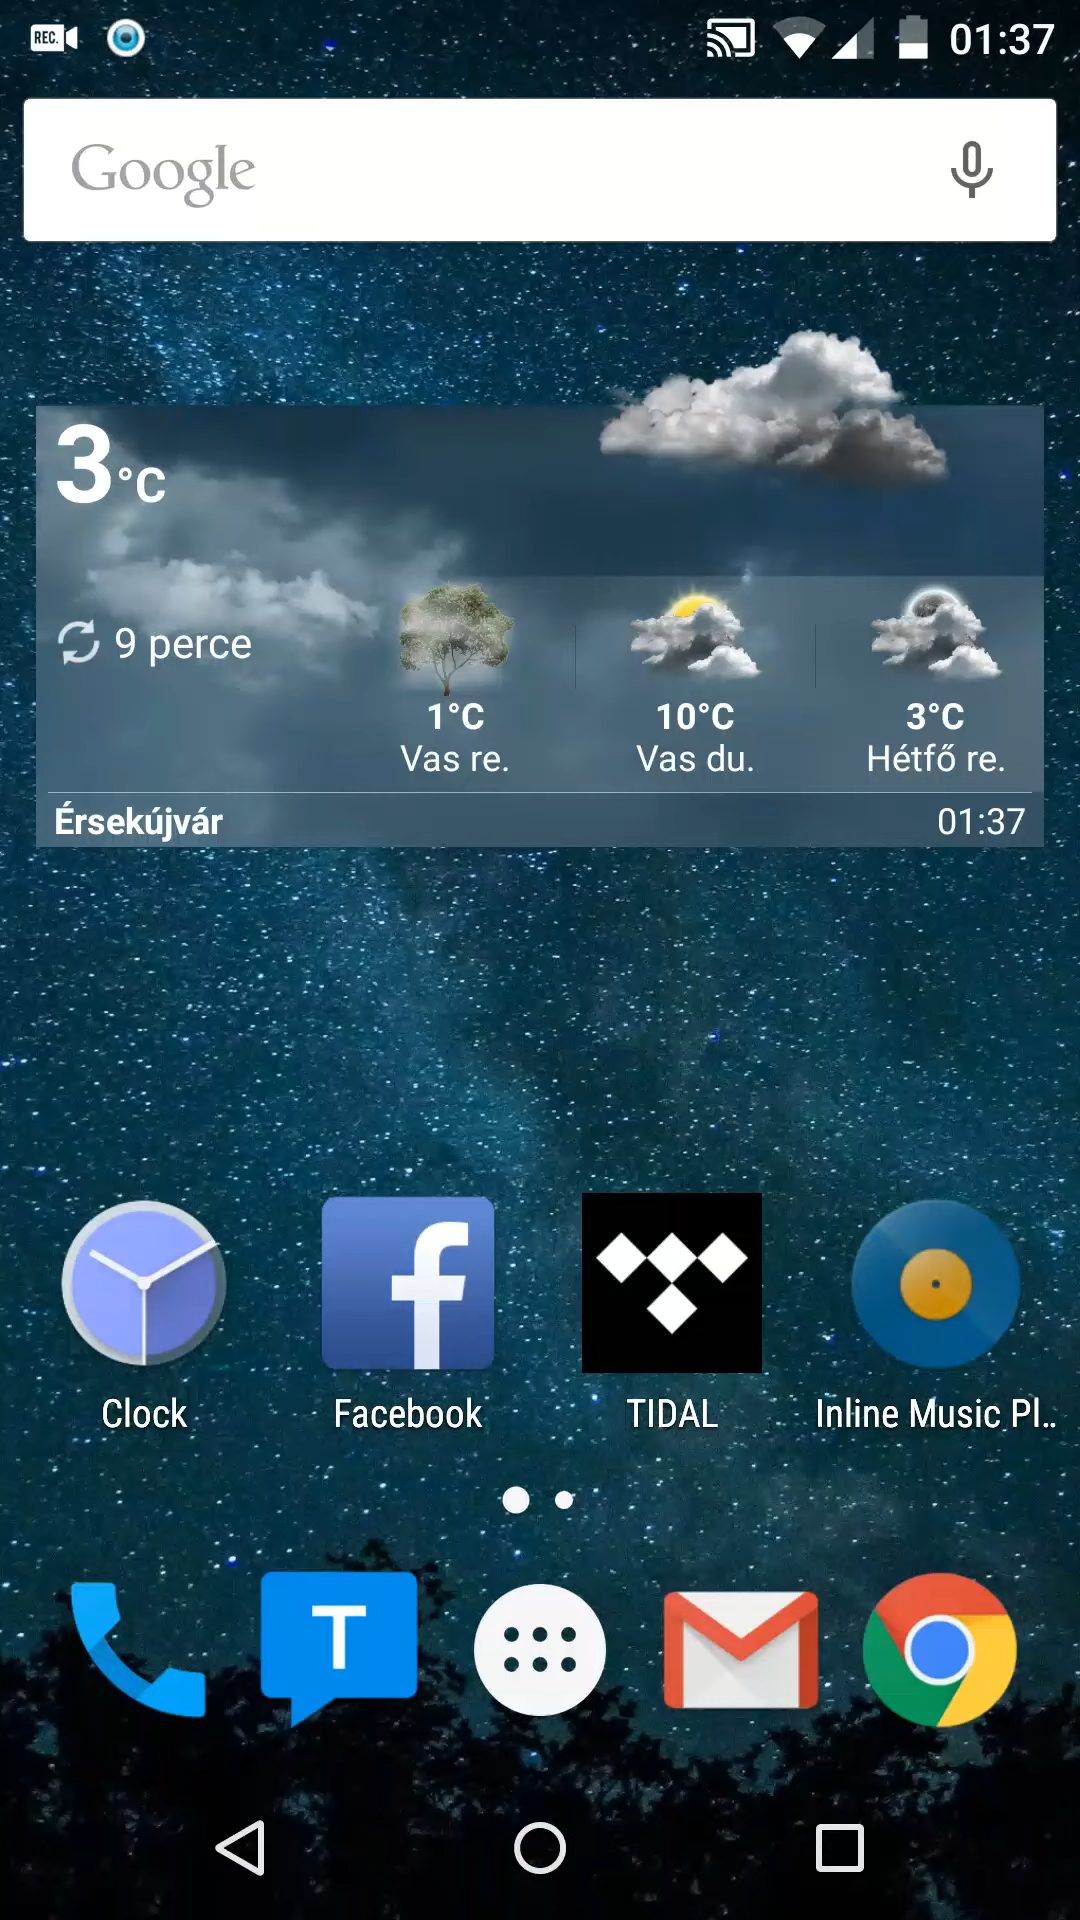 REC.
01:37
Google
3°C
9 perce
1°C
Vas re.
10°C
Vas du.
3°C
Hétfő re.
Érsekújvár
01:37
Clock
Facebook
TIDAL
Inline Music Pl..
T